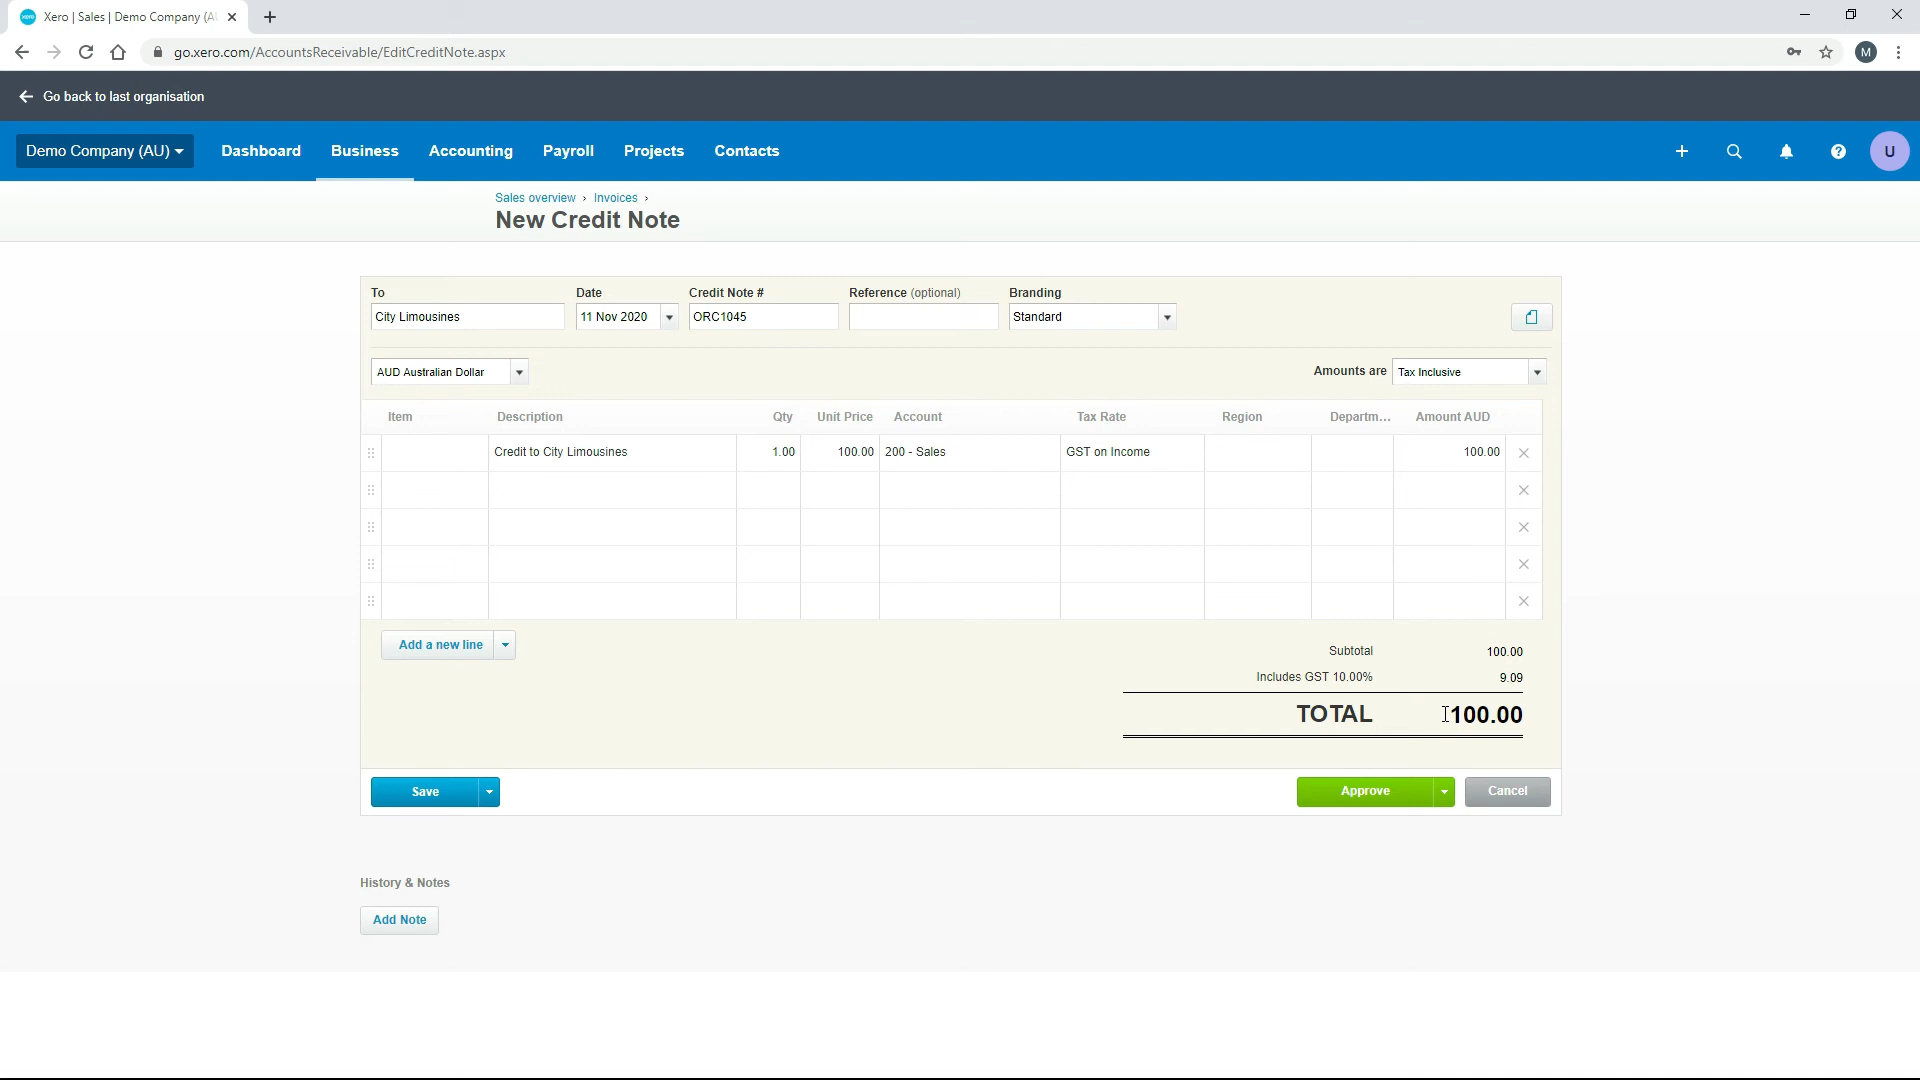 Xero | Sales | Demo Company (AU
go.xero.com/AccountsReceivable/EditCreditNote.aspx
M
Go back to last organisation
Demo Company (AU) Dashboard Business Accounting Payroll Projects Contacts
U
Sales overview › Invoices ›
New Credit Note
To Date Credit Note # Reference (optional) Branding
City Limousines 11 Nov 2020 ORC1045 Standard
AUD Australian Dollar Amounts are Tax Inclusive
Item Description Qty Unit Price Account Tax Rate Region Departm... Amount AUD
Credit to City Limousines 1.00 100.00 200 - Sales GST on Income 100.00
Add a new line
Subtotal 100.00
Includes GST 10.00% 9.09
TOTAL 100.00
Save Approve Cancel
History & Notes
Add Note